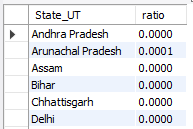 State_UT ratio
Andhra Pradesh 0.0000
Arunachal Pradesh 0.0001
Assam 0.0000
Bihar 0.0000
Chhattisgarh 0.0000
Delhi 0.0000